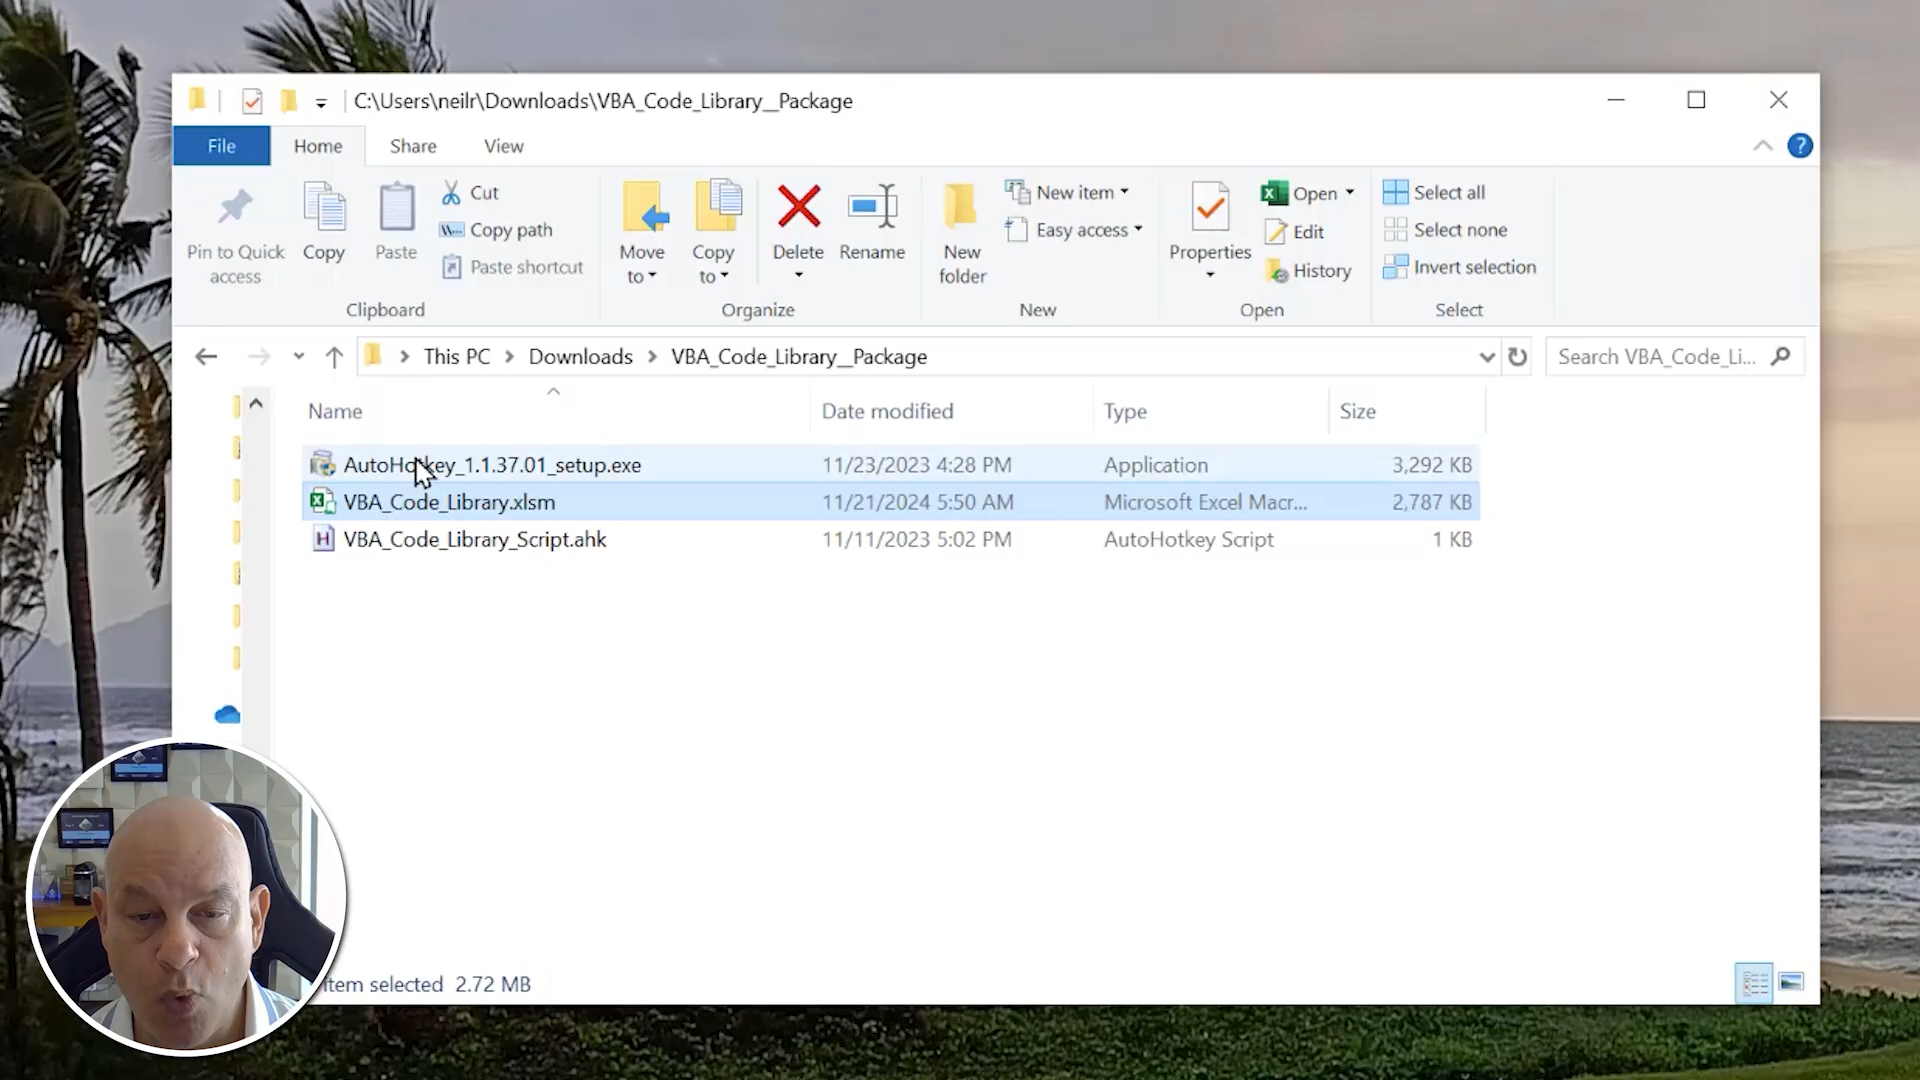 C:\Users\neilr\Downloads\VBA_Code_Library__Package
File Home Share View
Pin to Quick access
Copy
Paste
Cut
Copy path
Paste shortcut
Clipboard
Move to
Copy to
Delete
Rename
Organize
New folder
New item
Easy access
New
Properties
Open
Edit
History
Open
Select all
Select none
Invert selection
Select
This PC > Downloads > VBA_Code_Library__Package
Search VBA_Code_Li...
Name Date modified Type Size
AutoHotkey_1.1.37.01_setup.exe 11/23/2023 4:28 PM Application 3,292 KB
VBA_Code_Library.xlsm 11/21/2024 5:50 AM Microsoft Excel Macr... 2,787 KB
VBA_Code_Library_Script.ahk 11/11/2023 5:02 PM AutoHotkey Script 1 KB
item selected 2.72 MB